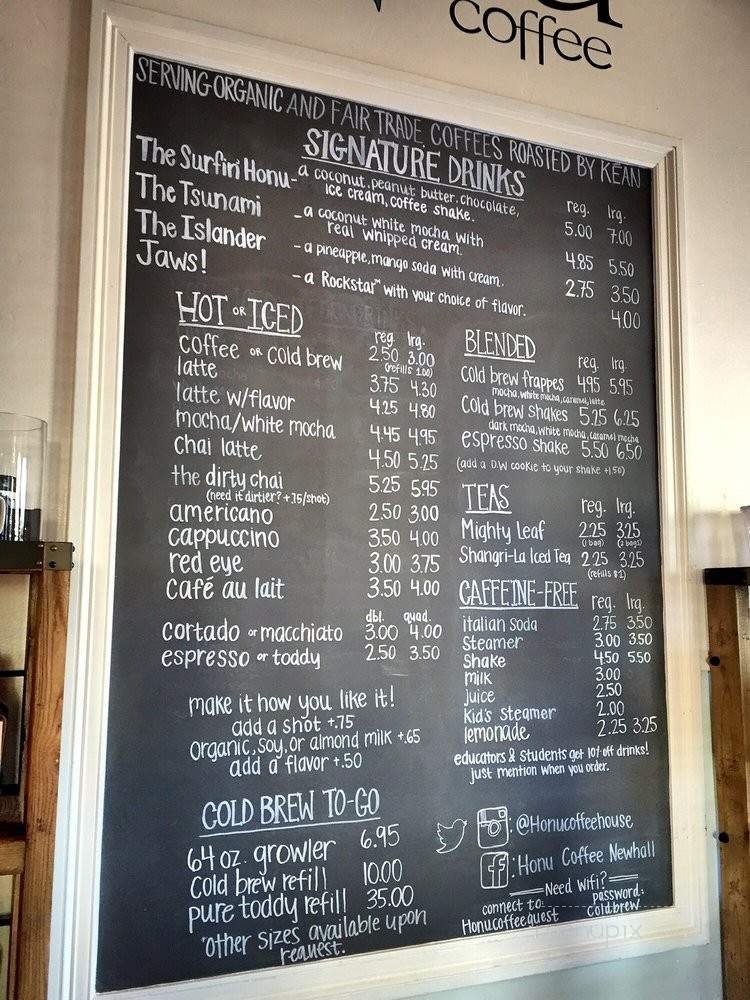 coffee
SERVING ORGANIC AND FAIR TRADE COFFEES ROASTED BY KÉAN
SIGNATURE DRINKS
reg. lrg.
The Surfin' Honu - a coconut, peanut butter, chocolate, ice cream, coffee shake. 5.00 7.00
The Tsunami - a coconut white mocha with real whipped cream. 4.85 5.50
The Islander - a pineapple, mango soda with cream. 2.75 3.50
Jaws! - a Rockstar™ with your choice of flavor. 4.00
HOT or ICED
reg. lrg.
coffee or cold brew 2.50 3.00
(refills 1.00)
latte 3.75 4.30
latte w/flavor 4.25 4.80
mocha/white mocha 4.45 4.95
chai latte 4.50 5.25
the dirty chai 5.25 5.95
(need it dirtier? +.75/shot)
americano 2.50 3.00
cappuccino 3.50 4.00
red eye 3.00 3.75
café au lait 3.50 4.00
dbl. quad.
cortado or macchiato 3.00 4.00
espresso or toddy 2.50 3.50
make it how you like it!
add a shot +.75
organic, soy, or almond milk +.65
add a flavor +.50
COLD BREW TO-GO
64 oz. growler 6.95
cold brew refill 10.00
pure toddy refill 35.00
*other sizes available upon
request.
BLENDED
reg. lrg.
cold brew frappes 4.95 5.95
mocha, white mocha, caramel, latte
cold brew shakes 5.25 6.25
dark mocha, white mocha, caramel mocha
espresso shake 5.50 6.50
(add a D.W cookie to your shake +1.50)
TEAS
reg. lrg.
Mighty Leaf 2.25 3.25
(1 bag) (2 bags)
Shangri-La Iced Tea 2.25 3.25
(refills $1)
CAFFEINE-FREE
reg. lrg.
italian soda 2.75 3.50
Steamer 3.00 3.50
Shake 4.50 5.50
milk 3.00
juice 2.50
kid's steamer 2.00
lemonade 2.25 3.25
educators & students get 10% off drinks!
just mention when you order.
: @Honucoffeehouse
: Honu Coffee Newhall
Need Wifi?
connect to: password:
Honucoffeeguest cold.brew